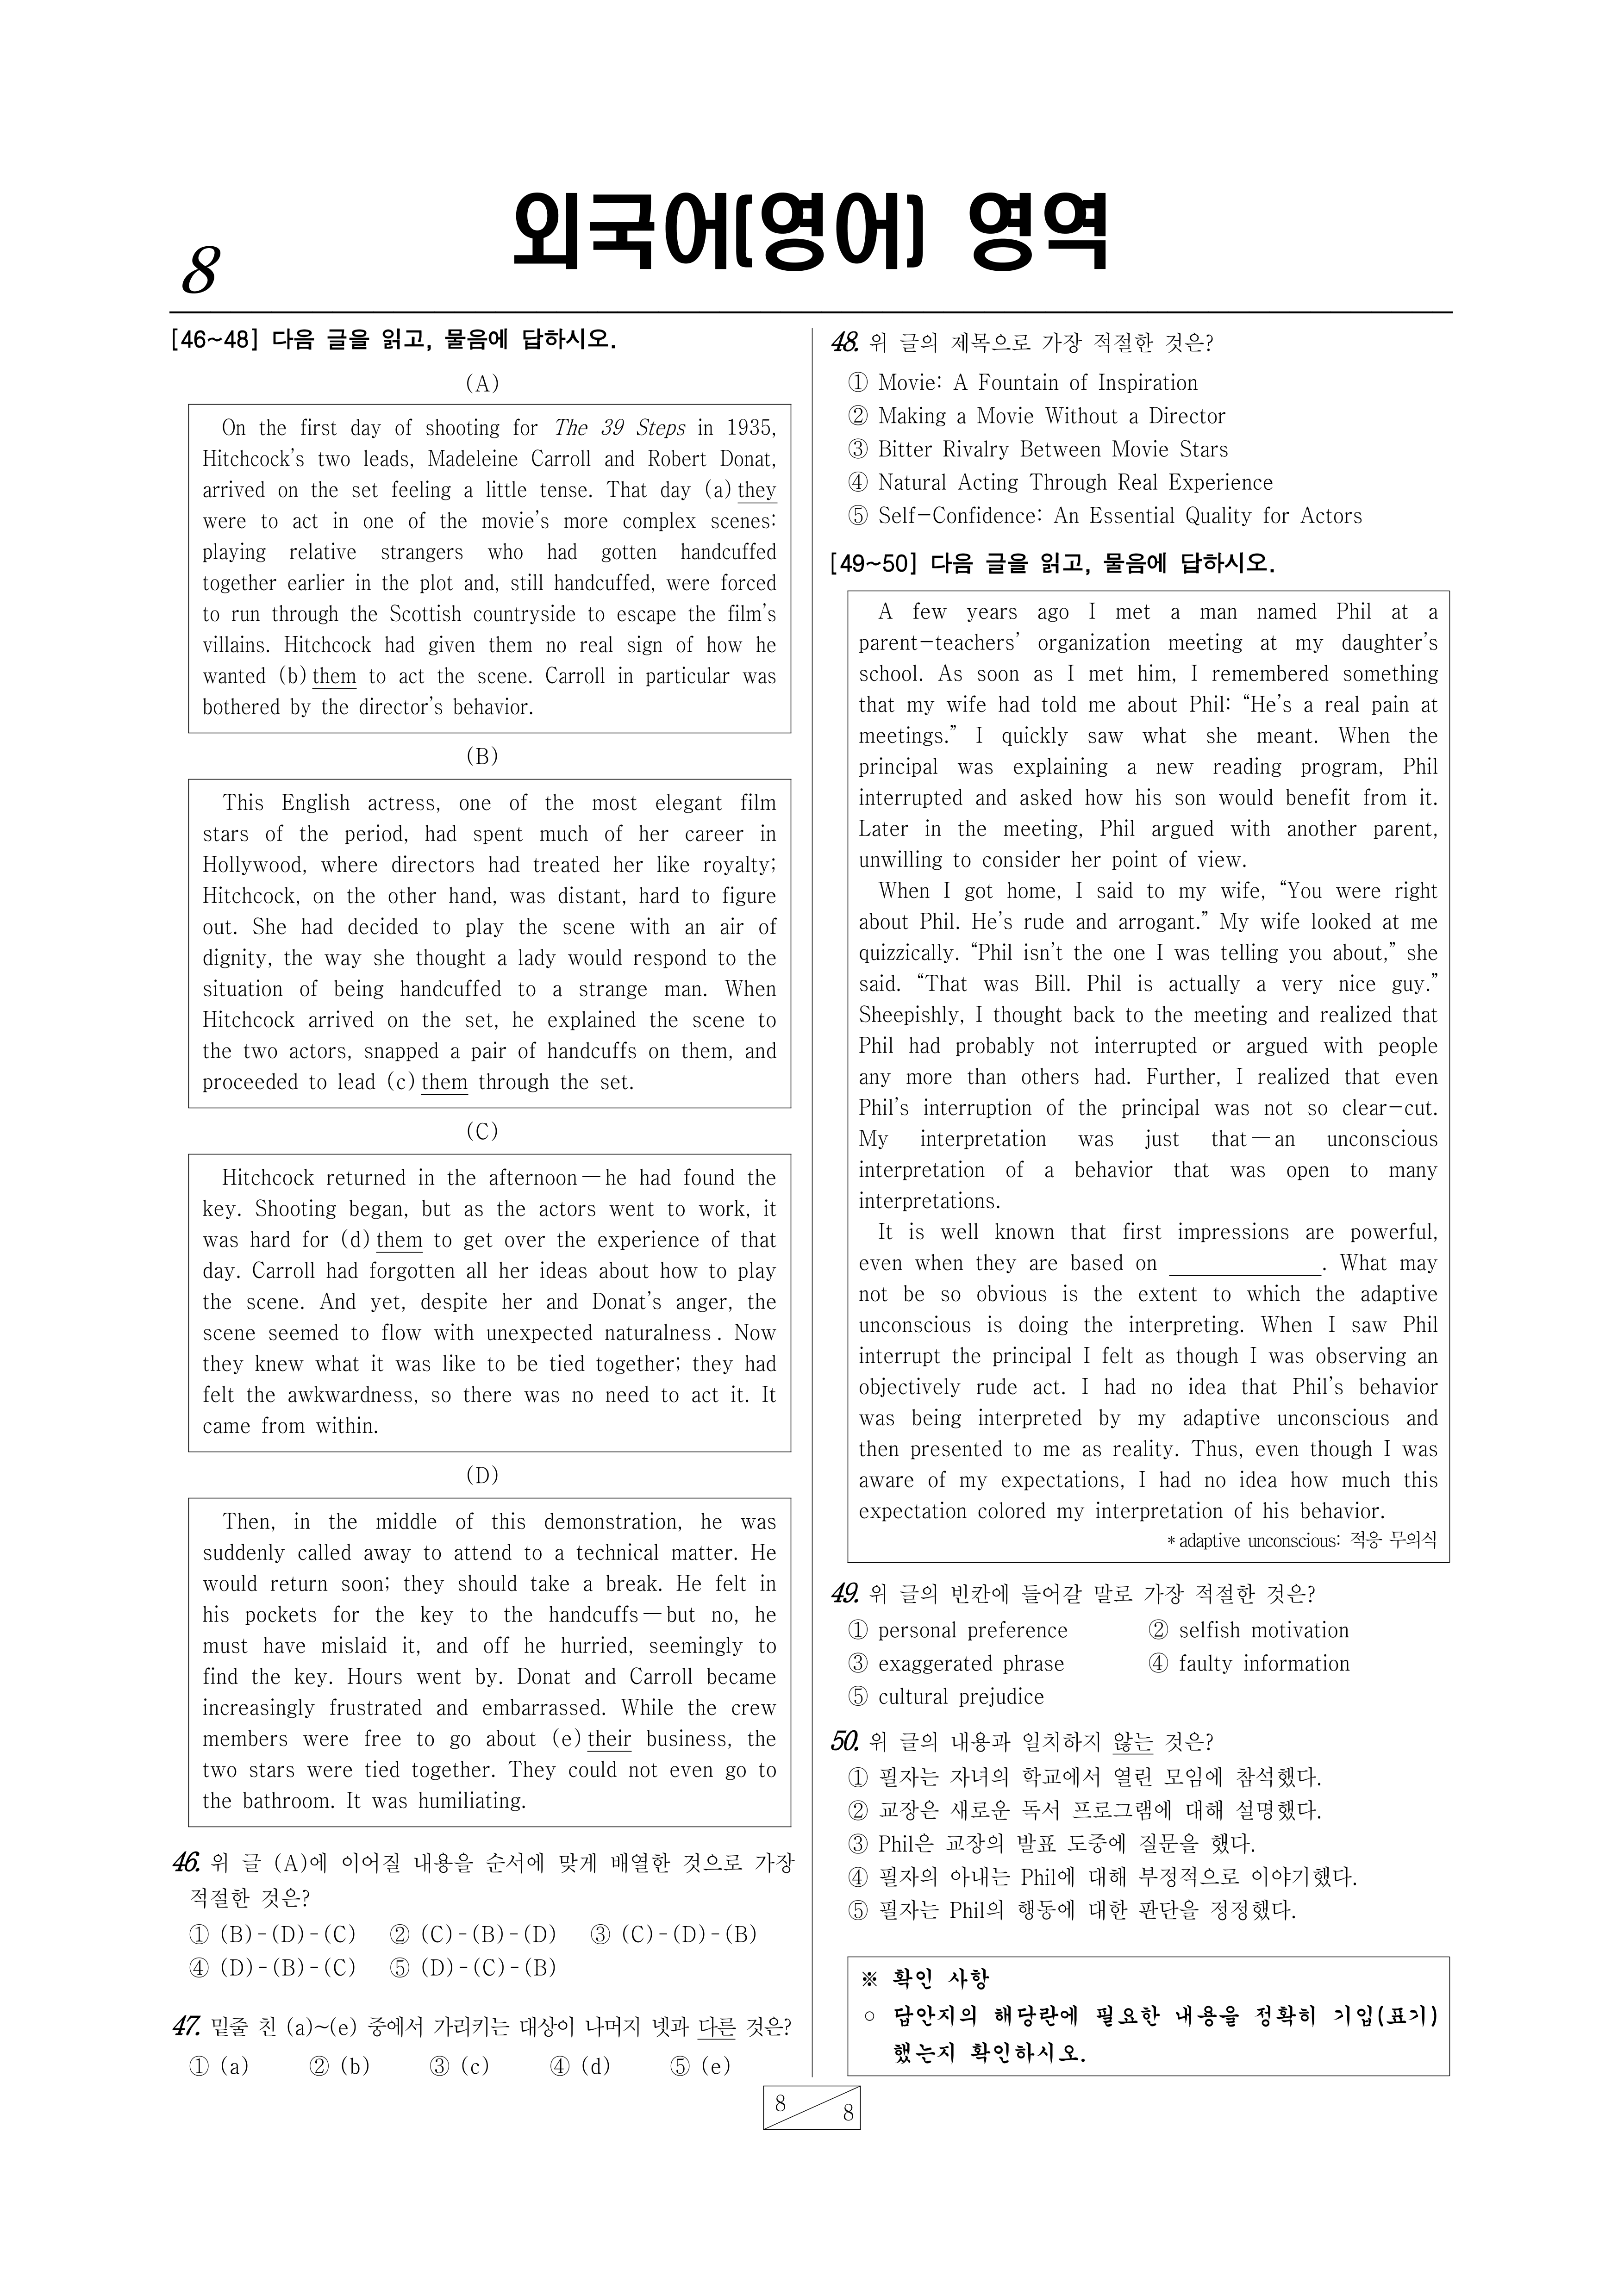 외국어(영어) 영역
8
[46~48] 다음 글을 읽고, 물음에 답하시오.
(A)
On the first day of shooting for The 39 Steps in 1935,
Hitchcock's two leads, Madeleine Carroll and Robert Donat,
arrived on the set feeling a little tense. That day (a) they
were to act in one of the movie's more complex scenes:
playing relative strangers who had gotten handcuffed
together earlier in the plot and, still handcuffed, were forced
to run through the Scottish countryside to escape the film's
villains. Hitchcock had given them no real sign of how he
wanted (b) them to act the scene. Carroll in particular was
bothered by the director's behavior.
(B)
This English actress, one of the most elegant film
stars of the period, had spent much of her career in
Hollywood, where directors had treated her like royalty;
Hitchcock, on the other hand, was distant, hard to figure
out. She had decided to play the scene with an air of
dignity, the way she thought a lady would respond to the
situation of being handcuffed to a strange man. When
Hitchcock arrived on the set, he explained the scene to
the two actors, snapped a pair of handcuffs on them, and
proceeded to lead (c) them through the set.
(C)
Hitchcock returned in the afternoon — he had found the
key. Shooting began, but as the actors went to work, it
was hard for (d) them to get over the experience of that
day. Carroll had forgotten all her ideas about how to play
the scene. And yet, despite her and Donat's anger, the
scene seemed to flow with unexpected naturalness. Now
they knew what it was like to be tied together; they had
felt the awkwardness, so there was no need to act it. It
came from within.
(D)
Then, in the middle of this demonstration, he was
suddenly called away to attend to a technical matter. He
would return soon; they should take a break. He felt in
his pockets for the key to the handcuffs — but no, he
must have mislaid it, and off he hurried, seemingly to
find the key. Hours went by. Donat and Carroll became
increasingly frustrated and embarrassed. While the crew
members were free to go about (e) their business, the
two stars were tied together. They could not even go to
the bathroom. It was humiliating.
46. 위 글 (A)에 이어질 내용을 순서에 맞게 배열한 것으로 가장
적절한 것은?
① (B)-(D)-(C) ② (C)-(B)-(D) ③ (C)-(D)-(B)
④ (D)-(B)-(C) ⑤ (D)-(C)-(B)
47. 밑줄 친 (a)~(e) 중에서 가리키는 대상이 나머지 넷과 다른 것은?
① (a) ② (b) ③ (c) ④ (d) ⑤ (e)
48. 위 글의 제목으로 가장 적절한 것은?
① Movie: A Fountain of Inspiration
② Making a Movie Without a Director
③ Bitter Rivalry Between Movie Stars
④ Natural Acting Through Real Experience
⑤ Self-Confidence: An Essential Quality for Actors
[49~50] 다음 글을 읽고, 물음에 답하시오.
A few years ago I met a man named Phil at a
parent-teachers' organization meeting at my daughter's
school. As soon as I met him, I remembered something
that my wife had told me about Phil: "He's a real pain at
meetings." I quickly saw what she meant. When the
principal was explaining a new reading program, Phil
interrupted and asked how his son would benefit from it.
Later in the meeting, Phil argued with another parent,
unwilling to consider her point of view.
When I got home, I said to my wife, "You were right
about Phil. He's rude and arrogant." My wife looked at me
quizzically. "Phil isn't the one I was telling you about," she
said. "That was Bill. Phil is actually a very nice guy."
Sheepishly, I thought back to the meeting and realized that
Phil had probably not interrupted or argued with people
any more than others had. Further, I realized that even
Phil's interruption of the principal was not so clear-cut.
My interpretation was just that — an unconscious
interpretation of a behavior that was open to many
interpretations.
It is well known that first impressions are powerful,
even when they are based on ____________. What may
not be so obvious is the extent to which the adaptive
unconscious is doing the interpreting. When I saw Phil
interrupt the principal I felt as though I was observing an
objectively rude act. I had no idea that Phil's behavior
was being interpreted by my adaptive unconscious and
then presented to me as reality. Thus, even though I was
aware of my expectations, I had no idea how much this
expectation colored my interpretation of his behavior.
* adaptive unconscious: 적응 무의식
49. 위 글의 빈칸에 들어갈 말로 가장 적절한 것은?
① personal preference ② selfish motivation
③ exaggerated phrase ④ faulty information
⑤ cultural prejudice
50. 위 글의 내용과 일치하지 않는 것은?
① 필자는 자녀의 학교에서 열린 모임에 참석했다.
② 교장은 새로운 독서 프로그램에 대해 설명했다.
③ Phil은 교장의 발표 도중에 질문을 했다.
④ 필자의 아내는 Phil에 대해 부정적으로 이야기했다.
⑤ 필자는 Phil의 행동에 대한 판단을 정정했다.
※ 확인 사항
○ 답안지의 해당란에 필요한 내용을 정확히 기입(표기)
했는지 확인하시오.
8
8